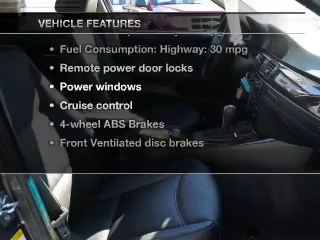 VEHICLE FEATURES
• Fuel Consumption: Highway: 30 mpg
• Remote power door locks
• Power windows
• Cruise control
• 4-wheel ABS Brakes
• Front Ventilated disc brakes